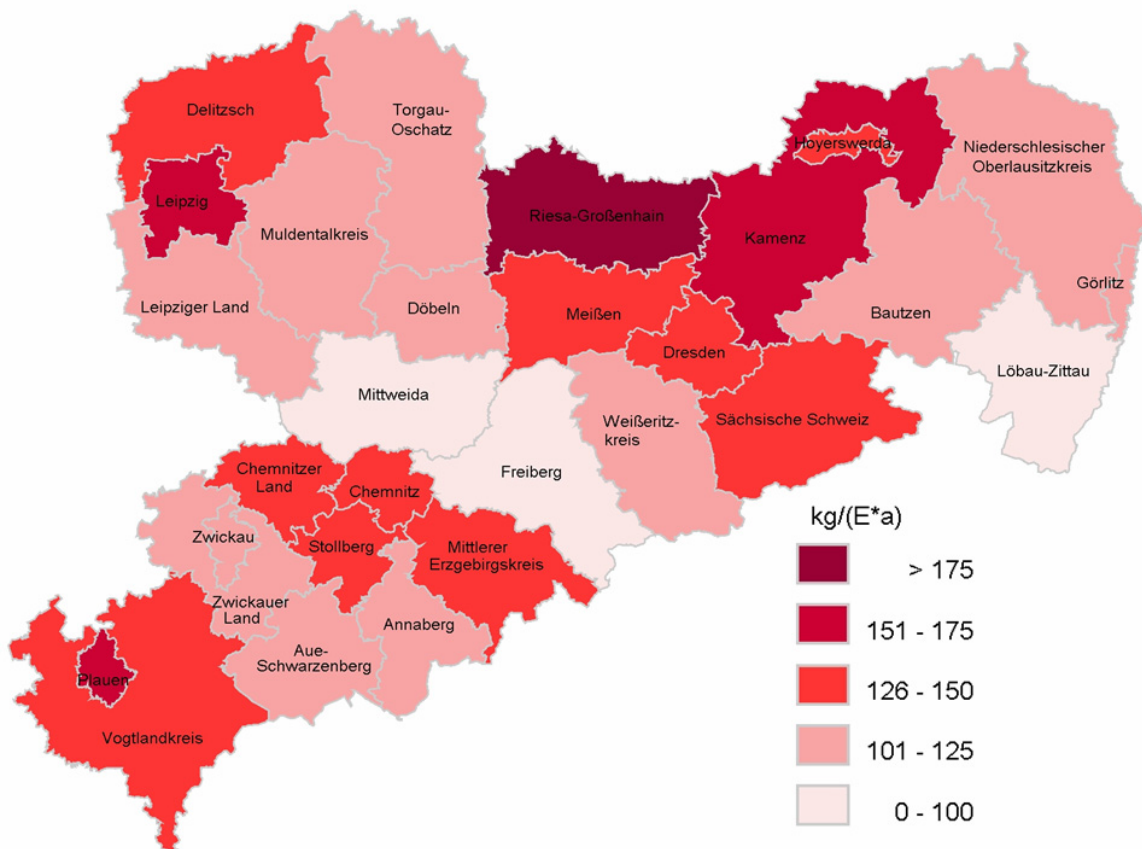 Delitzsch
Torgau-
Oschatz
Hoyerswerda
Niederschlesischer
Oberlausitzkreis
Leipzig
Riesa-Großenhain
Muldentalkreis
Kamenz
Görlitz
Leipziger Land
Döbeln
Meißen
Bautzen
Dresden
Löbau-Zittau
Mittweida
Weißeritz-
kreis
Sächsische Schweiz
Chemnitzer
Land
Chemnitz
Freiberg
Zwickau
Stollberg
Mittlerer
Erzgebirgskreis
Zwickauer
Land
Annaberg
Aue-
Schwarzenberg
Plauen
Vogtlandkreis
kg/(E*a)
> 175
151 - 175
126 - 150
101 - 125
0 - 100